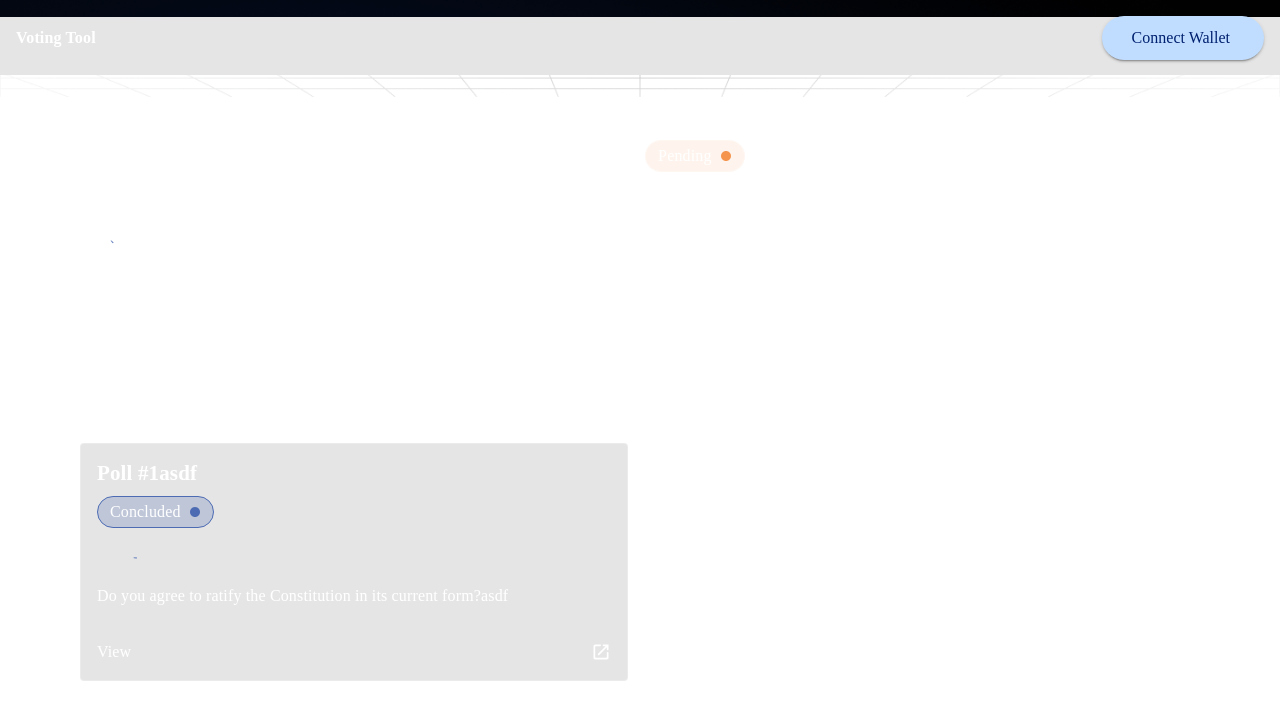 Voting Tool
Connect Wallet
Pending
Poll #1asdf
Concluded
Do you agree to ratify the Constitution in its current form?asdf
View